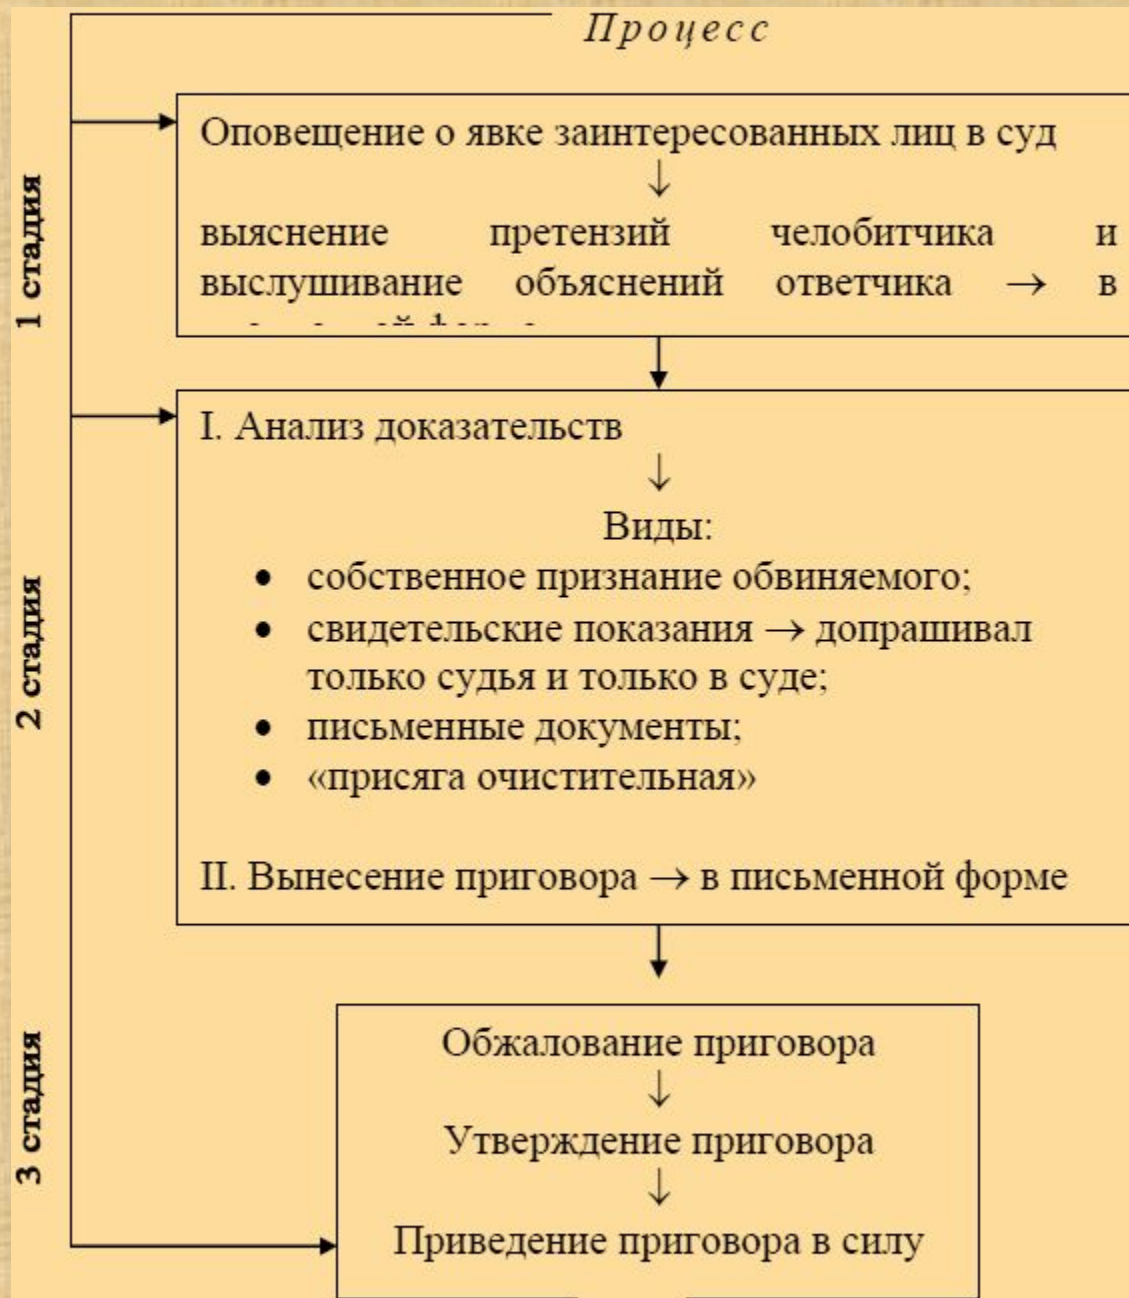 Процесс
1 стадия
Оповещение о явке заинтересованных лиц в суд
↓
выяснение претензий челобитчика и
выслушивание объяснений ответчика → в
2 стадия
I. Анализ доказательств
↓
Виды:
• собственное признание обвиняемого;
• свидетельские показания → допрашивал
только судья и только в суде;
• письменные документы;
• «присяга очистительная»
II. Вынесение приговора → в письменной форме
3 стадия
Обжалование приговора
↓
Утверждение приговора
↓
Приведение приговора в силу